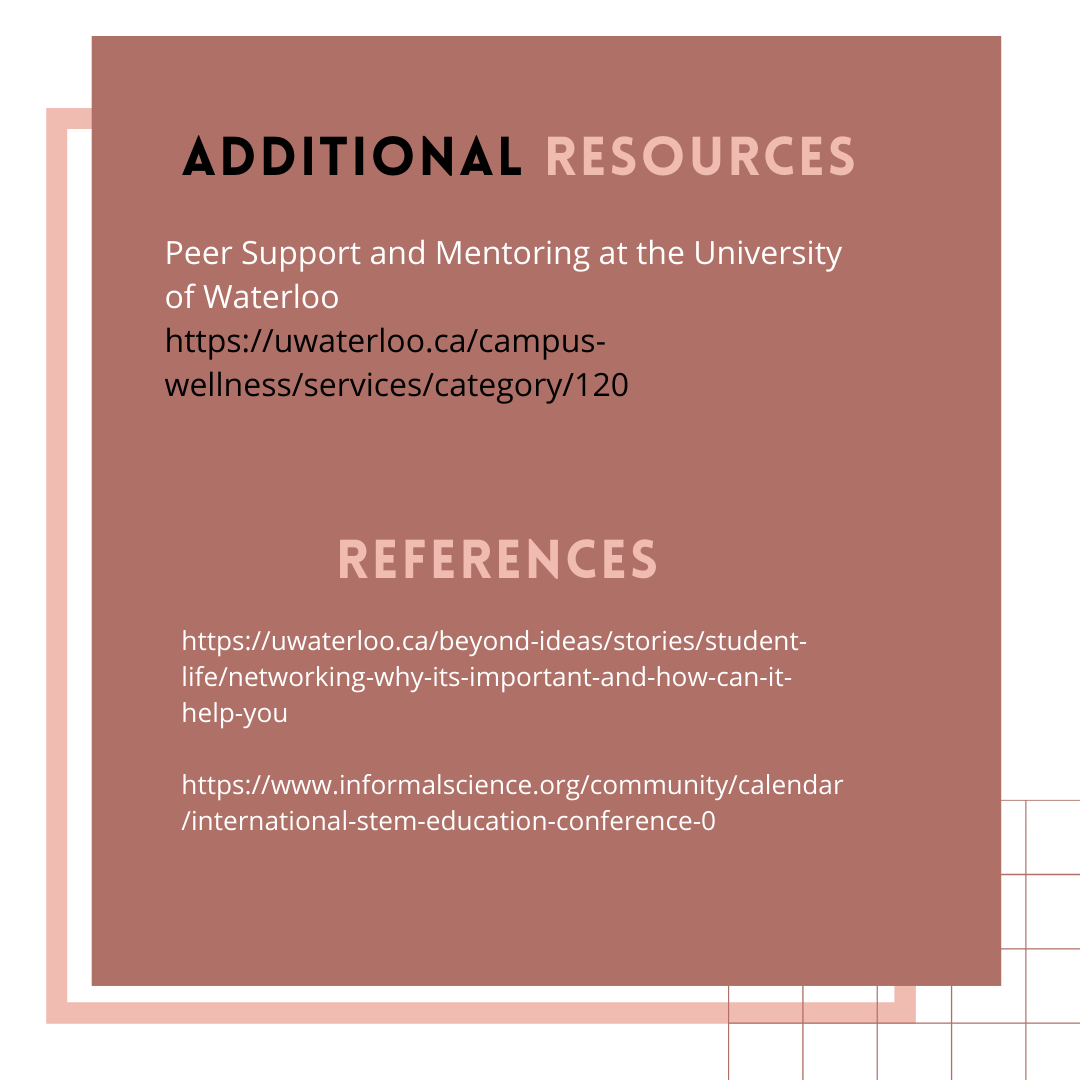 ADDITIONAL RESOURCES
Peer Support and Mentoring at the University
of Waterloo
https://uwaterloo.ca/campus-
wellness/services/category/120
REFERENCES
https://uwaterloo.ca/beyond-ideas/stories/student-
life/networking-why-its-important-and-how-can-it-
help-you
https://www.informalscience.org/community/calendar
/international-stem-education-conference-0